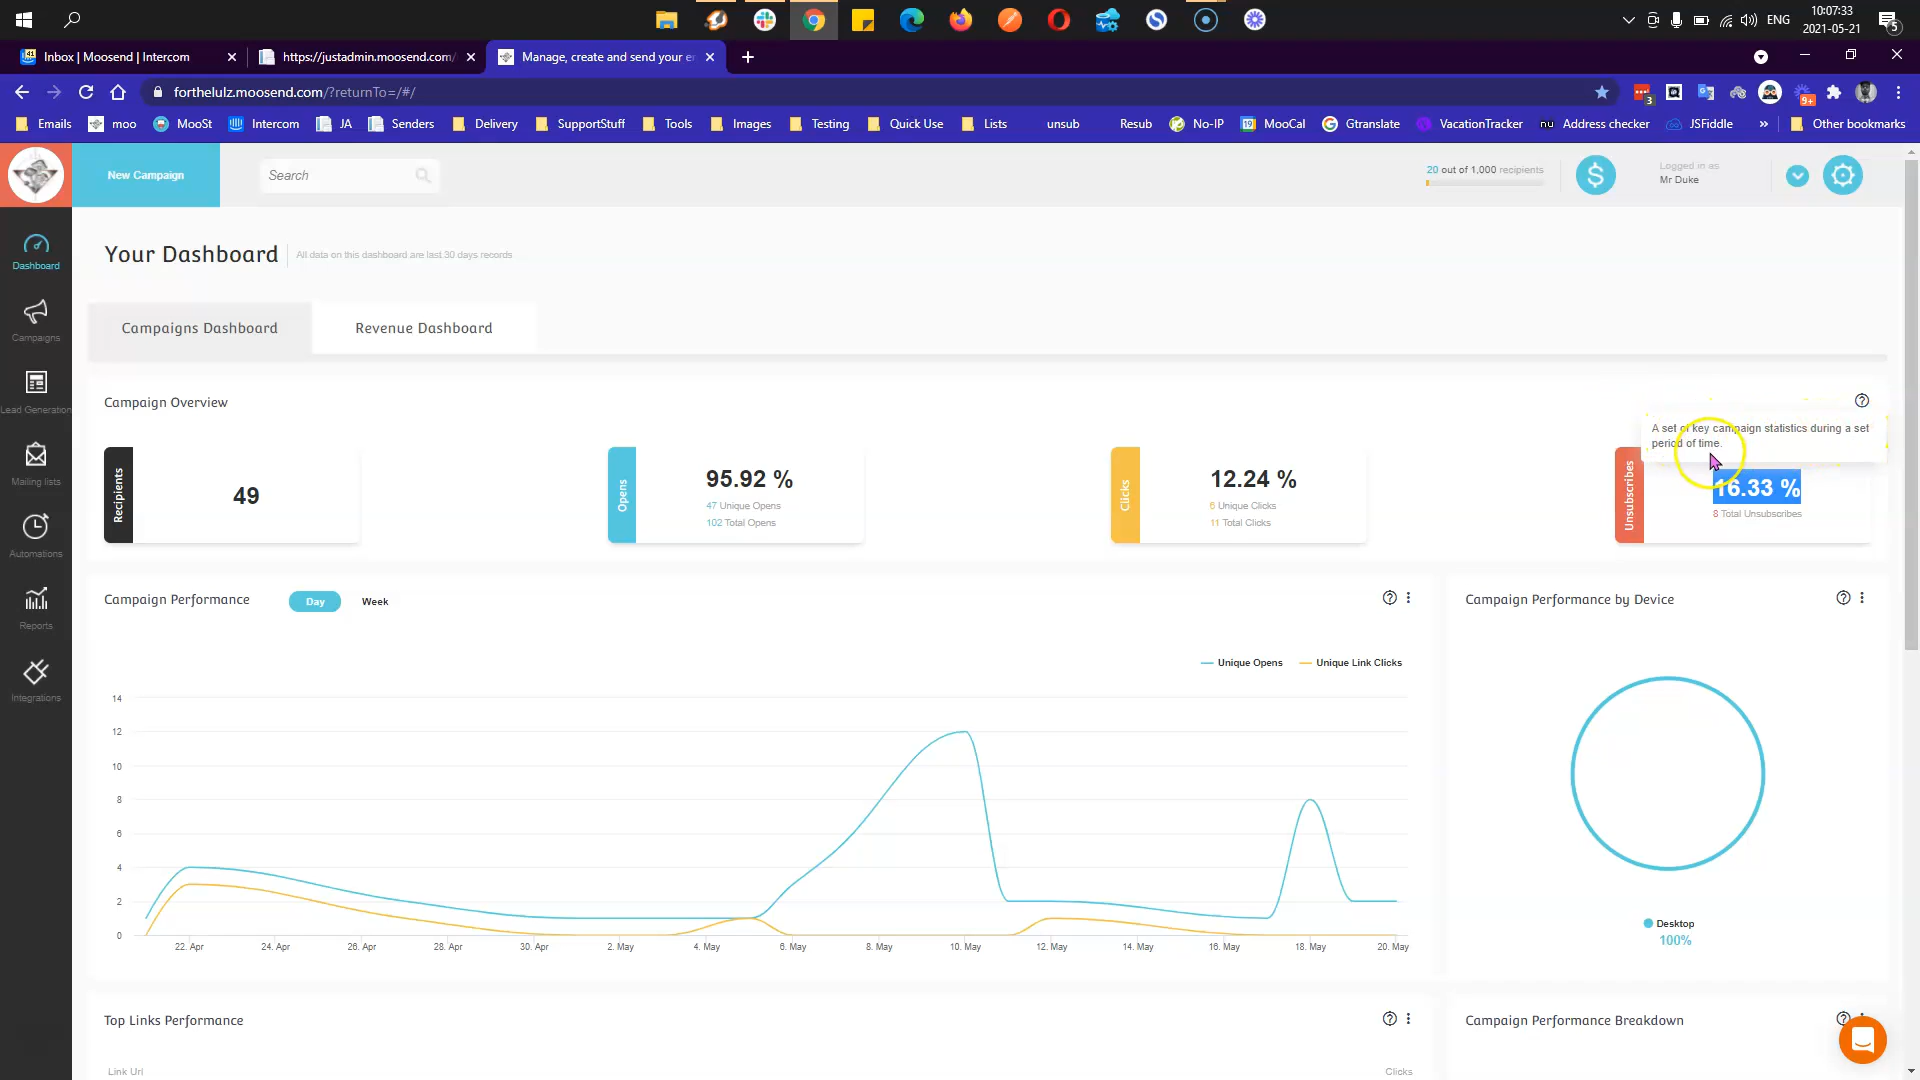 ENG
10:07:33
2021-05-21
5
Inbox | Moosend | Intercom
https://justadmin.moosend.com/
Manage, create and send your e
forthelulz.moosend.com/?returnTo=/#/
3
9+
Emails
moo
MooSt
Intercom
JA
Senders
Delivery
SupportStuff
Tools
Images
Testing
Quick Use
Lists
unsub
Resub
No-IP
19
MooCal
Gtranslate
VacationTracker
nu
Address checker
JSFiddle
»
Other bookmarks
New Campaign
Search
20 out of 1,000 recipients
$
Logged in as
Mr Duke
Dashboard
Campaigns
Lead Generation
Mailing lists
Automations
Reports
Integrations
Your Dashboard
All data on this dashboard are last 30 days records
Campaigns Dashboard
Revenue Dashboard
Campaign Overview
A set of key campaign statistics during a set
period of time.
Recipients
49
Opens
95.92 %
47 Unique Opens
102 Total Opens
Clicks
12.24 %
6 Unique Clicks
11 Total Clicks
Unsubscribes
16.33 %
8 Total Unsubscribes
Campaign Performance
Day
Week
Unique Opens
Unique Link Clicks
14
12
10
8
6
4
2
0
22. Apr
24. Apr
26. Apr
28. Apr
30. Apr
2. May
4. May
6. May
8. May
10. May
12. May
14. May
16. May
18. May
20. May
Campaign Performance by Device
Desktop
100%
Top Links Performance
Link Url
Clicks
Campaign Performance Breakdown